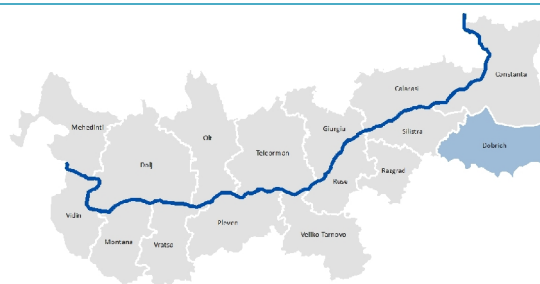 Constanta
Calarasi
Mehedinti
Giurgiu
Silistra
Olt
Dobrich
Teleorman
Dolj
Razgrad
Ruse
Vidin
Pleven
Veliko Tarnovo
Montana
Vratsa